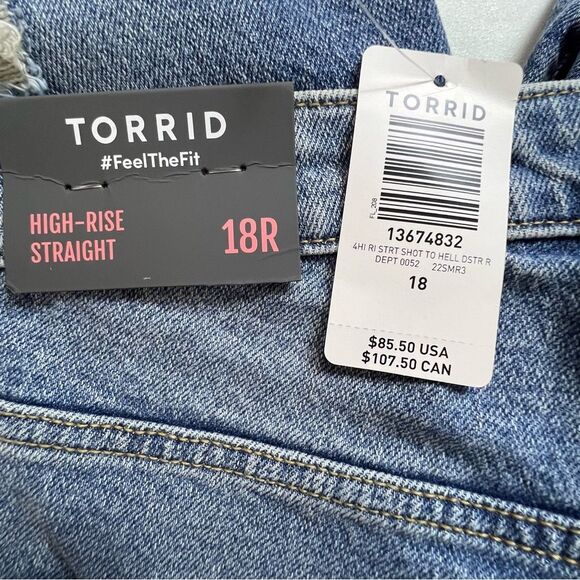 TORRID
#FeelTheFit
HIGH-RISE
STRAIGHT
18R
TORRID
FL_208
13674832
4HI RI STRT SHOT TO HELL DSTR R
DEPT 0052 22SMR3
18
$85.50 USA
$107.50 CAN